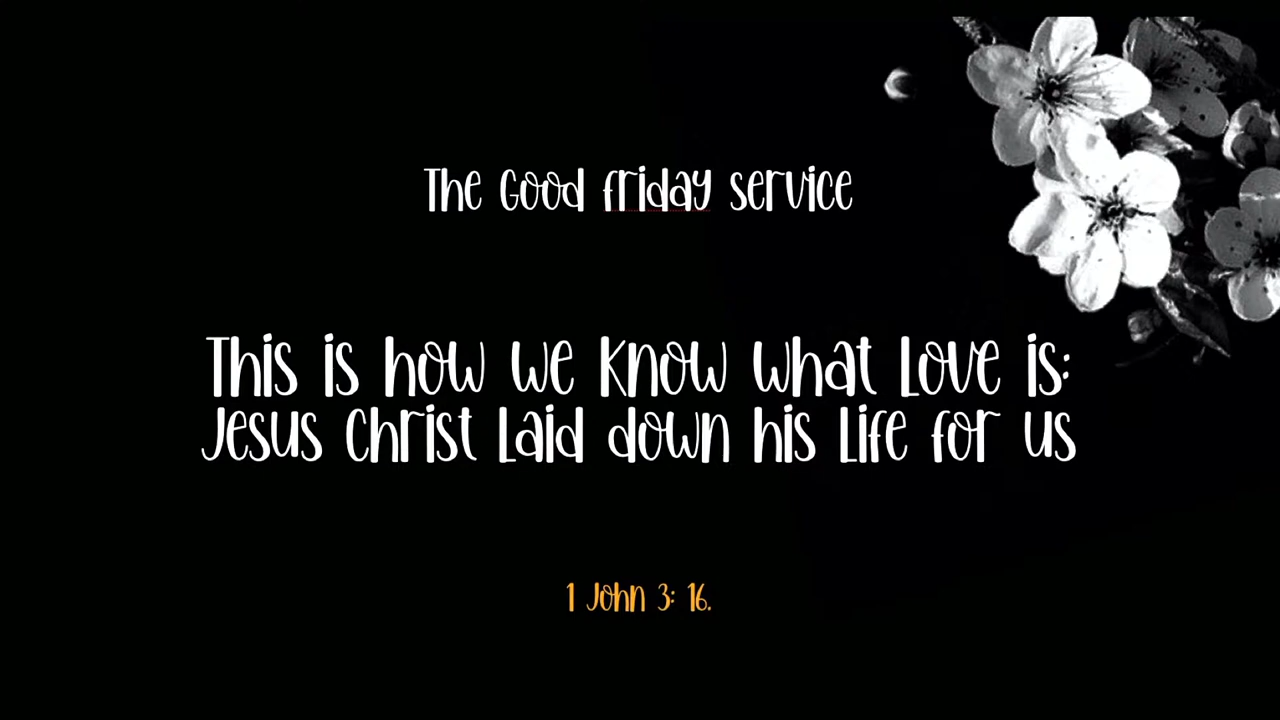 The Good friday service
This is how we know what Love is:
Jesus Christ Laid down his Life for us
1 John 3: 16.